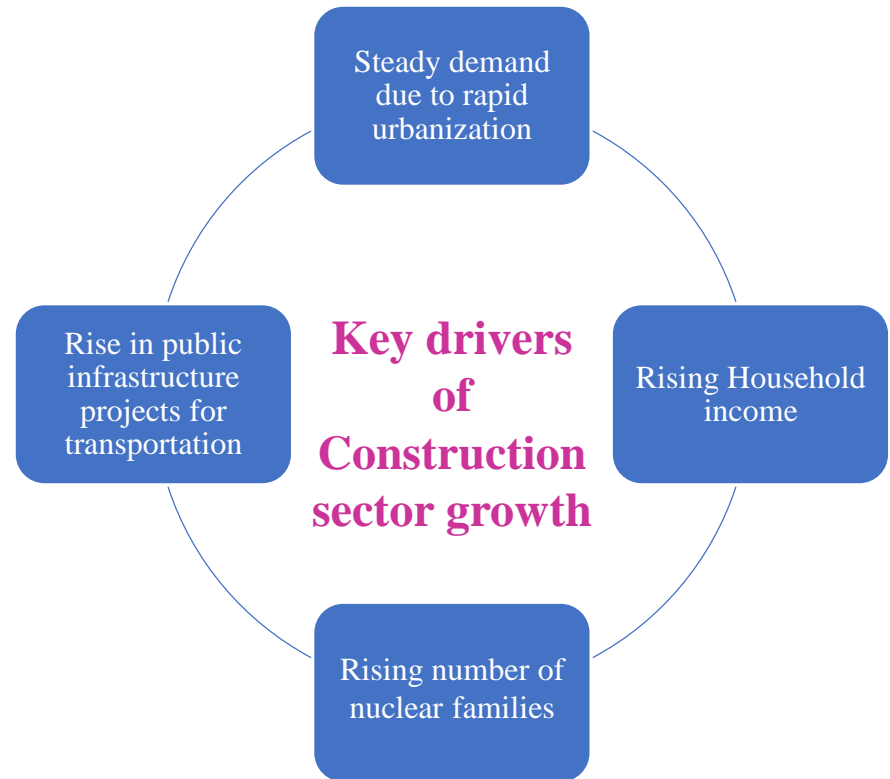 Steady demand
due to rapid
urbanization
Rise in public
infrastructure
projects for
transportation
Key drivers
of
Construction
sector growth
Rising Household
income
Rising number of
nuclear families